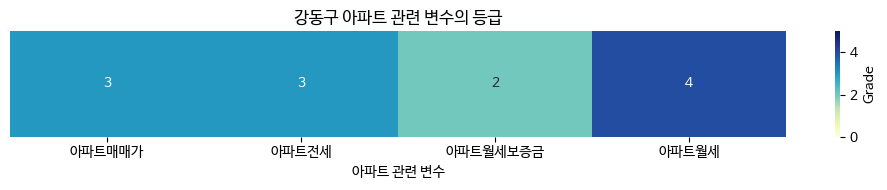 강동구 아파트 관련 변수의 등급
3 3 2 4
아파트매매가 아파트전세 아파트월세보증금 아파트월세
아파트 관련 변수
4
2
0
Grade